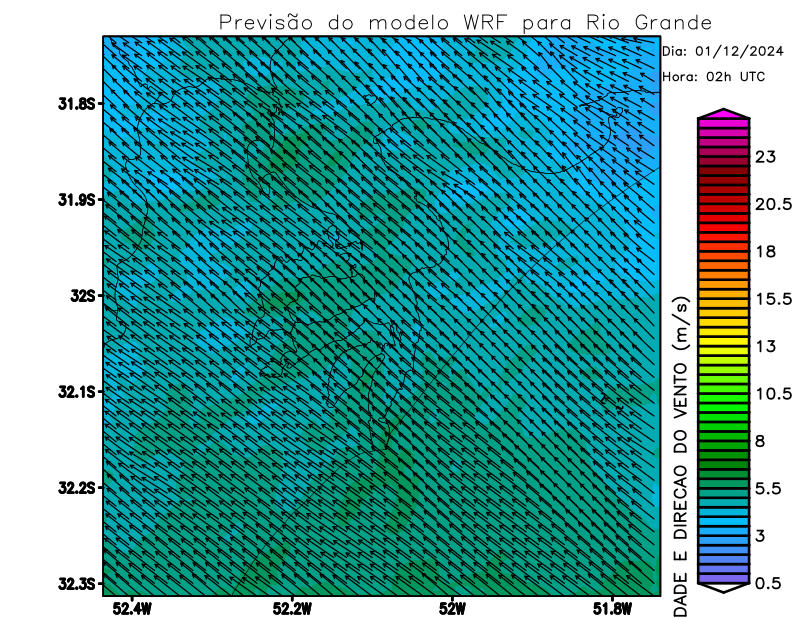 Previsão do modelo WRF para Rio Grande
Dia: 01/12/2024
Hora: 02h UTC
31.8S
31.9S
32S
32.1S
32.2S
32.3S
52.4W
52.2W
52W
51.8W
23
20.5
18
15.5
13
10.5
8
5.5
3
0.5
DADE E DIRECAO DO VENTO (m/s)